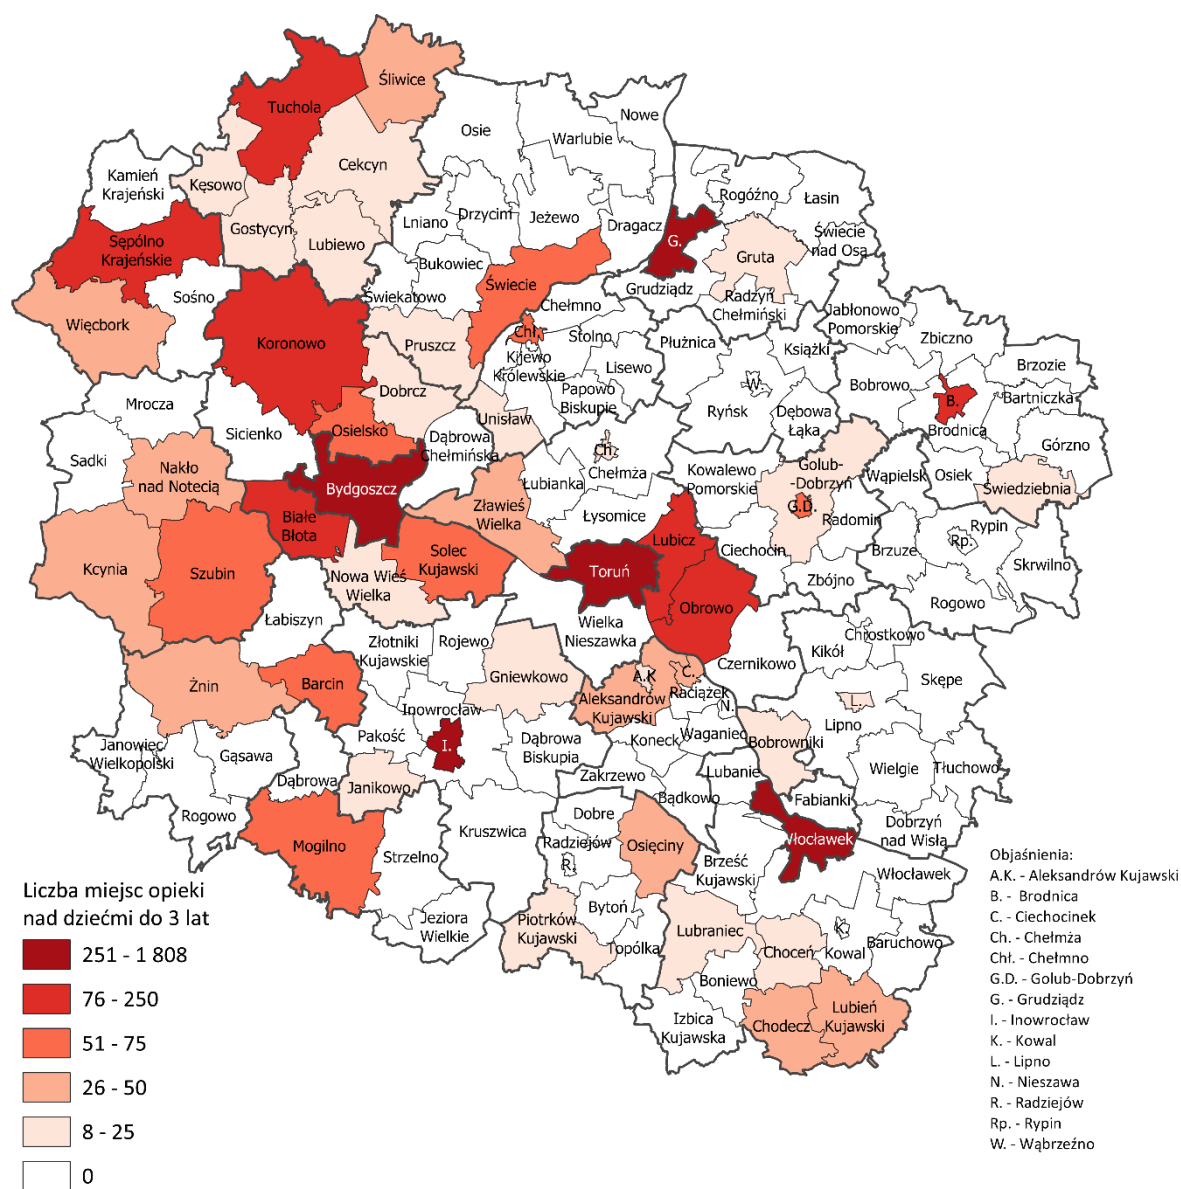 Śliwice
Tuchola
Nowe
Osie
Warlubie
Cekcyn
Kamień
Krajeński
Kęsowo
Rogóźno
Łasin
Gostycyn
Lubiewo
Lniano
Drzycim
Jeżewo
Dragacz
G.
Świecie
nad Osą
Sępólno
Krajeńskie
Bukowiec
Gruta
Sośno
Świekatowo
Świecie
Grudziądz
Radzyń
Chełmiński
Chełmno
Jabłonowo
Pomorskie
Więcbork
Koronowo
Pruszcz
Chł.
Stolno
Płużnica
Książki
Zbiczno
Kijewo
Królewskie
Lisewo
Brzozie
Mrocza
Dobrcz
Papowo
Biskupie
W.
Bobrowo
B.
Bartniczka
Unisław
Ryńsk
Dębowa
Łąka
Sicienko
Osielsko
Dąbrowa
Chełmińska
Brodnica
Górzno
Sadki
Ch.
Chełmża
Nakło
nad Notecią
Bydgoszcz
Łubianka
Kowalewo
Pomorskie
Golub-
-Dobrzyń
Wąpielsk
Osiek
Świedziebnia
Zławieś
Wielka
G.D.
Białe
Błota
Łysomice
Radomin
Rypin
Lubicz
Rp.
Solec
Kujawski
Ciechocin
Brzuze
Skrwilno
Kcynia
Szubin
Nowa Wieś
Wielka
Toruń
Zbójno
Obrowo
Rogowo
Łabiszyn
Wielka
Nieszawka
Złotniki
Kujawskie
Rojewo
Chrostkowo
Kikół
Czernikowo
Żnin
Barcin
Gniewkowo
A.K
C.
Raciążek
Skępe
Aleksandrów
Kujawski
N.
L.
Inowrocław
Lipno
Pakość
I.
Dąbrowa
Biskupia
Koneck
Waganiec
Bobrowniki
Janowiec
Wielkopolski
Gąsawa
Wielgie
Tłuchowo
Dąbrowa
Janikowo
Zakrzewo
Lubanie
Bądkowo
Fabianki
Rogowo
Dobre
Dobrzyń
nad Wisłą
Kruszwica
Mogilno
Radziejów
Osięciny
Włocławek
Strzelno
R.
Brześć
Kujawski
Włocławek
Bytoń
Jeziora
Wielkie
Piotrków
Kujawski
Lubraniec
K.
Topólka
Choceń
Kowal
Baruchowo
Boniewo
Izbica
Kujawska
Chodecz
Lubień
Kujawski
Liczba miejsc opieki
nad dziećmi do 3 lat
251 - 1 808
76 - 250
51 - 75
26 - 50
8 - 25
0
Objaśnienia:
A.K. - Aleksandrów Kujawski
B. - Brodnica
C. - Ciechocinek
Ch. - Chełmża
Chł. - Chełmno
G.D. - Golub-Dobrzyń
G. - Grudziądz
I. - Inowrocław
K. - Kowal
L. - Lipno
N. - Nieszawa
R. - Radziejów
Rp. - Rypin
W. - Wąbrzeźno